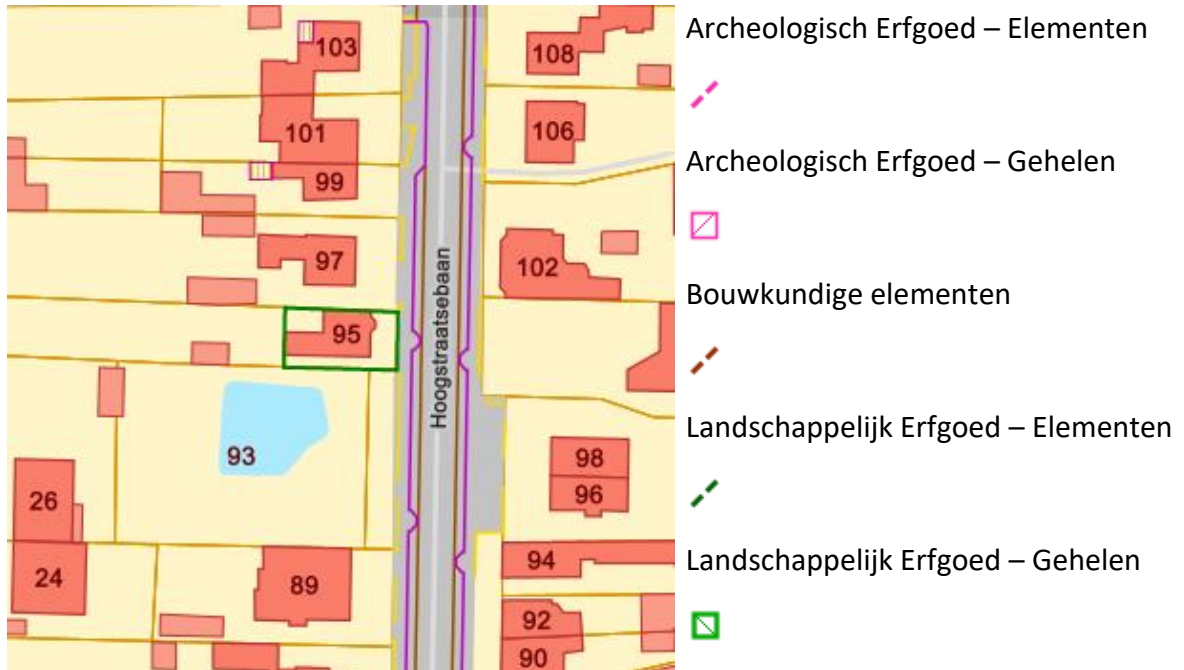 103
108
101
106
99
97
102
95
Hoogstraatsebaan
93
98
96
26
24
89
94
92
90
Archeologisch Erfgoed – Elementen
Archeologisch Erfgoed – Gehelen
Bouwkundige elementen
Landschappelijk Erfgoed – Elementen
Landschappelijk Erfgoed – Gehelen